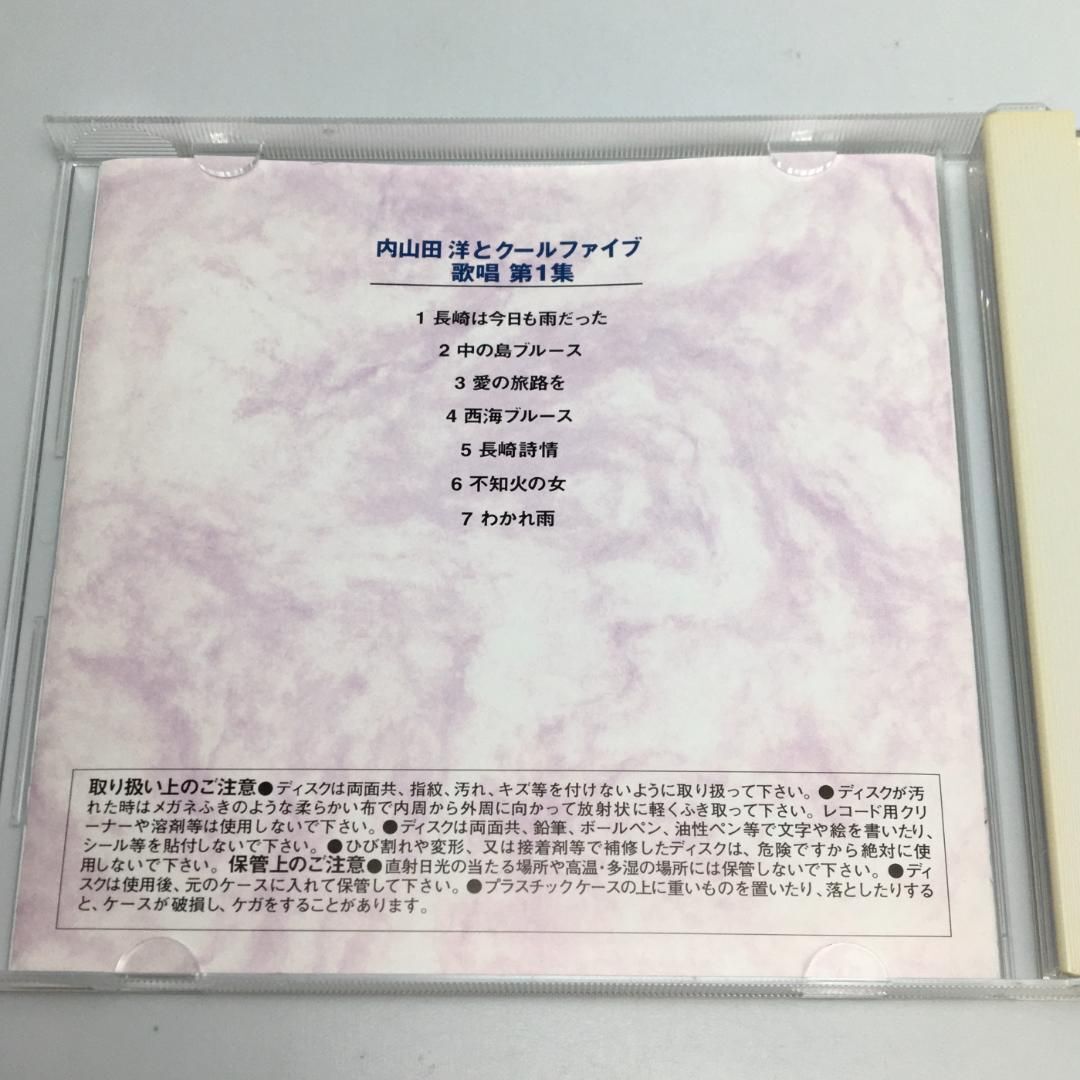 内山田 洋とクールファイブ
歌唱 第1集
1 長崎は今日も雨だった
2 中の島ブルース
3 愛の旅路を
4 西海ブルース
5 長崎詩情
6 不知火の女
7 わかれ雨
取り扱い上のご注意●ディスクは両面共、指紋、汚れ、キズ等を付けないように取り扱って下さい。●ディスクが汚
れた時はメガネふきのような柔らかい布で内周から外周に向かって放射状に軽くふき取って下さい。レコード用クリ
ーナーや溶剤等は使用しないで下さい。●ディスクは両面共、鉛筆、ボールペン、油性ペン等で文字や絵を書いたり、
シール等を貼付しないで下さい。●ひび割れや変形、又は接着剤等で補修したディスクは、危険ですから絶対に使
用しないで下さい。保管上のご注意●直射日光の当たる場所や高温・多湿の場所には保管しないで下さい。●ディ
スクは使用後、元のケースに入れて保管して下さい。●プラスチックケースの上に重いものを置いたり、落としたりする
と、ケースが破損し、ケガをすることがあります。